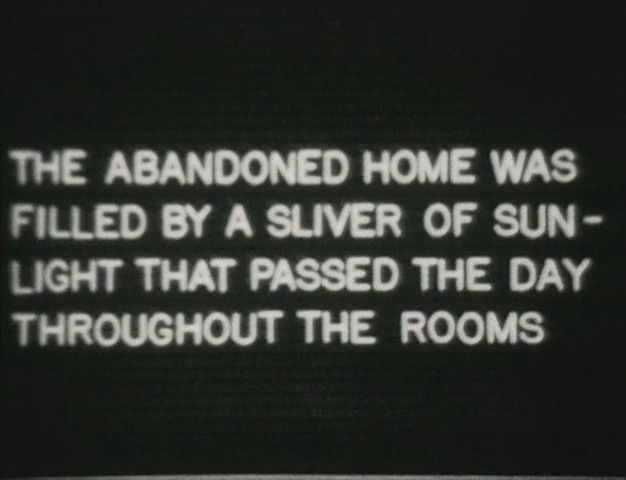 THE ABANDONED HOME WAS
FILLED BY A SLIVER OF SUN-
LIGHT THAT PASSED THE DAY
THROUGHOUT THE ROOMS